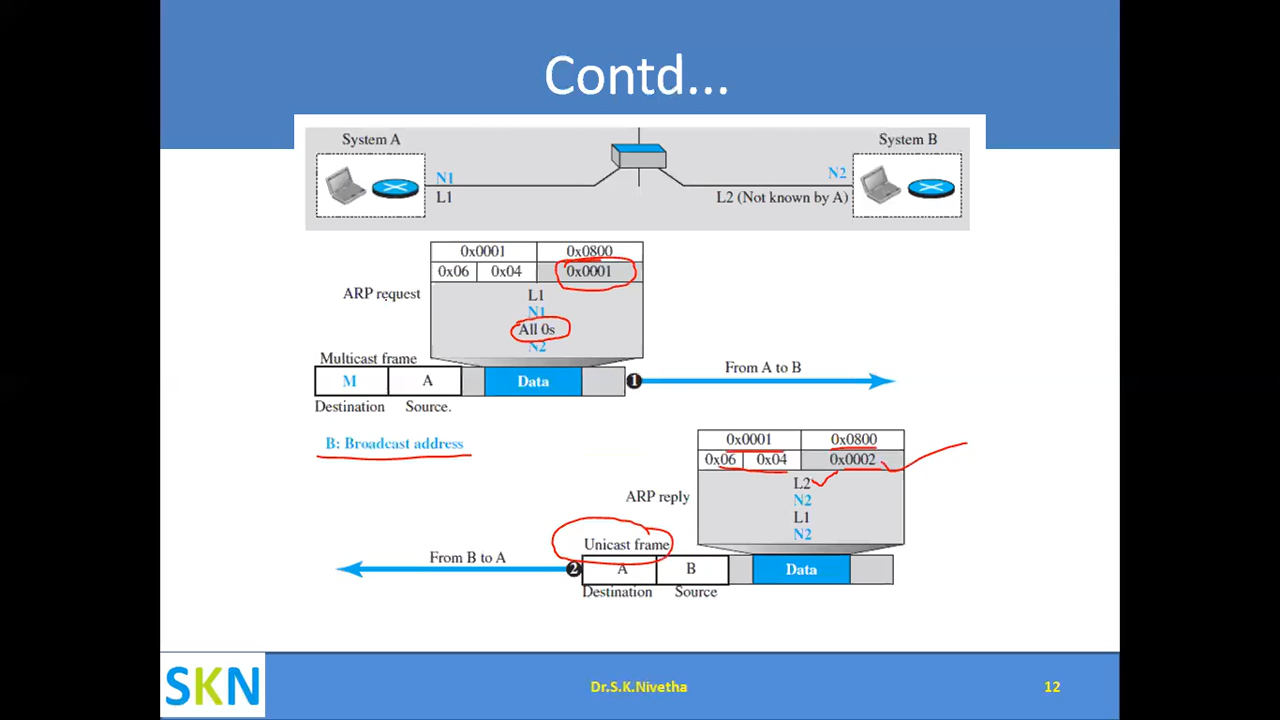 Contd...
System A
System B
N1
L1
N2
L2 (Not known by A)
0x0001 0x0800
0x06 0x04 0x0001
ARP request
L1
N1
All 0s
N2
Multicast frame
M A Data
Destination Source.
1
From A to B
B: Broadcast address
0x0001 0x0800
0x06 0x04 0x0002
ARP reply
L2
N2
L1
N2
Unicast frame
From B to A
2
A B Data
Destination Source
SKN
Dr.S.K.Nivetha
12